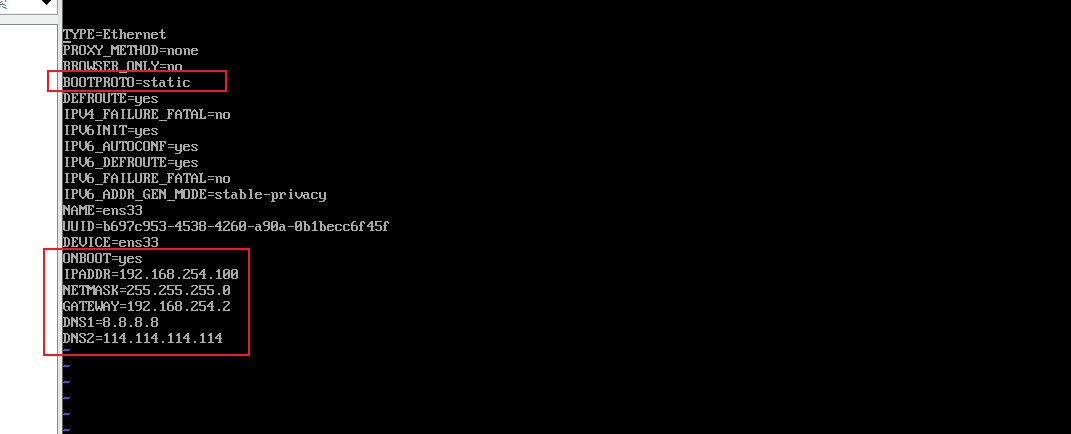 TYPE=Ethernet
PROXY_METHOD=none
BROWSER_ONLY=no
BOOTPROTO=static
DEFROUTE=yes
IPV4_FAILURE_FATAL=no
IPV6INIT=yes
IPV6_AUTOCONF=yes
IPV6_DEFROUTE=yes
IPV6_FAILURE_FATAL=no
IPV6_ADDR_GEN_MODE=stable-privacy
NAME=ens33
UUID=b697c953-4538-4260-a90a-0b1becc6f45f
DEVICE=ens33
ONBOOT=yes
IPADDR=192.168.254.100
NETMASK=255.255.255.0
GATEWAY=192.168.254.2
DNS1=8.8.8.8
DNS2=114.114.114.114
~
~
~
~
~
~